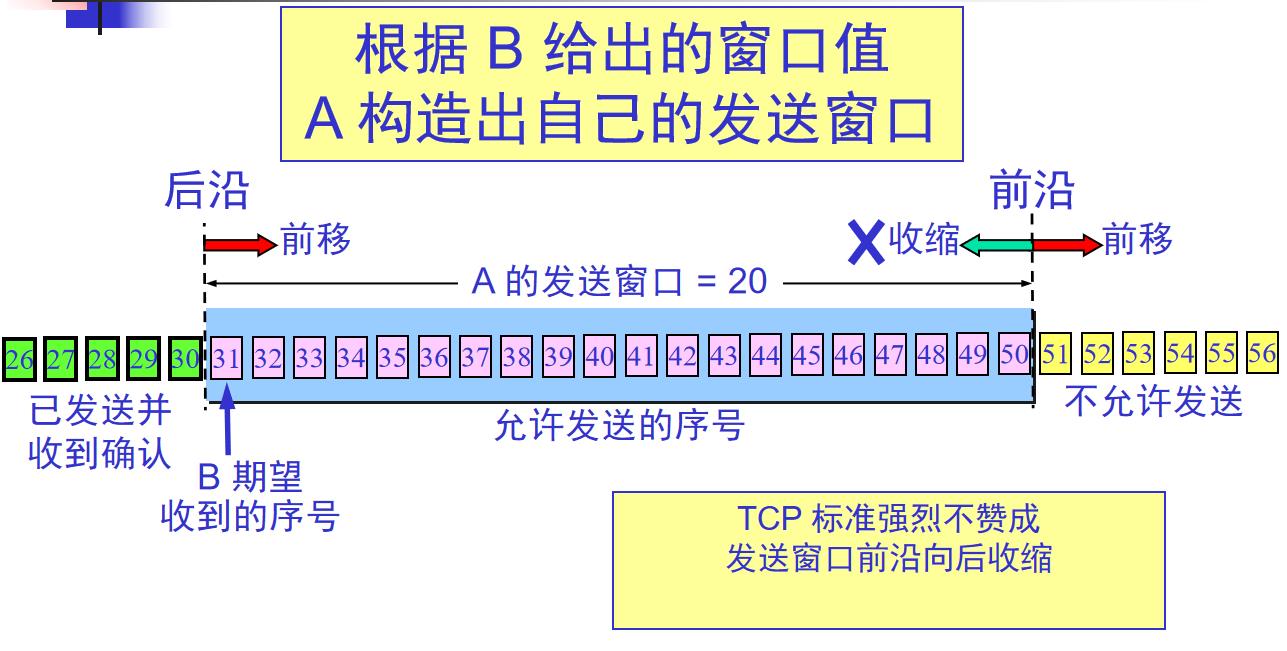 根据 B 给出的窗口值
A 构造出自己的发送窗口
后沿
前沿
前移
收缩
前移
A 的发送窗口 = 20
26 27 28 29 30 31 32 33 34 35 36 37 38 39 40 41 42 43 44 45 46 47 48 49 50 51 52 53 54 55 56
已发送并
收到确认
允许发送的序号
不允许发送
B 期望
收到的序号
TCP 标准强烈不赞成
发送窗口前沿向后收缩